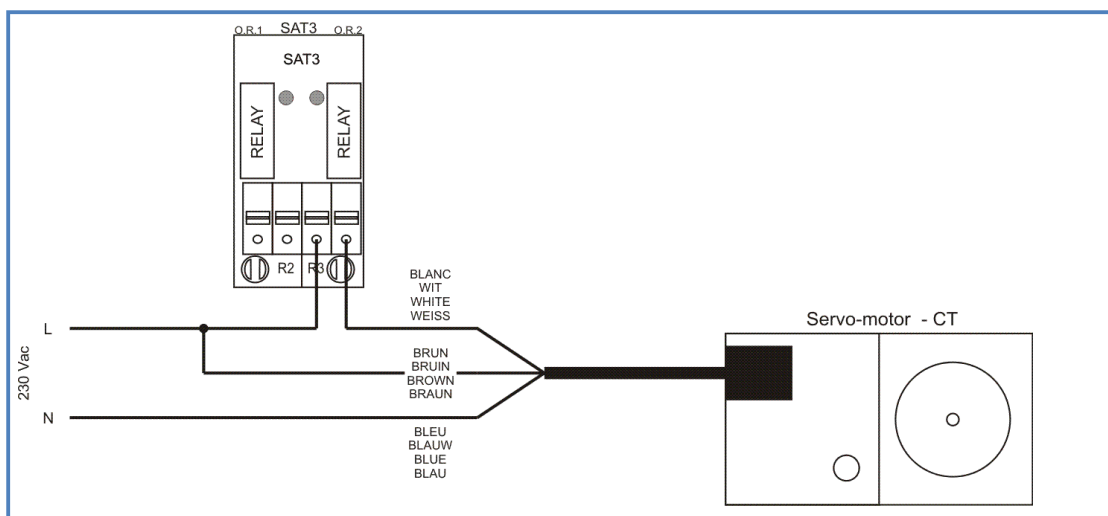 O.R.1 SAT3 O.R.2
SAT3
RELAY RELAY
R2 R3
BLANC
WIT
WHITE
WEISS
L
Servo-motor - CT
230 Vac
BRUN
BRUIN
BROWN
BRAUN
N
BLEU
BLAUW
BLUE
BLAU